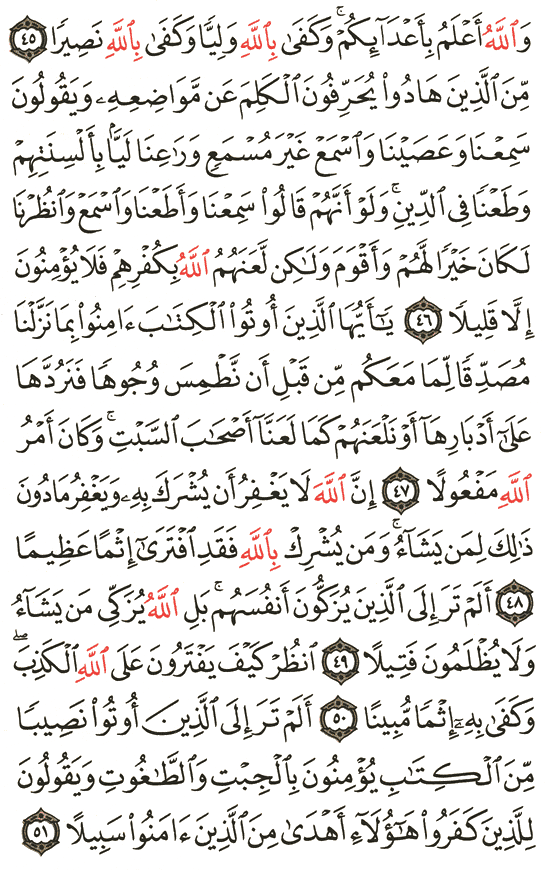 وَٱللَّهُ أَعۡلَمُ بِأَعۡدَآئِكُمۡۚ وَكَفَىٰ بِٱللَّهِ وَلِيّٗا وَكَفَىٰ بِٱللَّهِ نَصِيرٗا ٤٥
مِّنَ ٱلَّذِينَ هَادُواْ يُحَرِّفُونَ ٱلۡكَلِمَ عَن مَّوَاضِعِهِۦ وَيَقُولُونَ
سَمِعۡنَا وَعَصَيۡنَا وَٱسۡمَعۡ غَيۡرَ مُسۡمَعٖ وَرَٰعِنَا لَيَّۢا بِأَلۡسِنَتِهِمۡ
وَطَعۡنٗا فِي ٱلدِّينِۚ وَلَوۡ أَنَّهُمۡ قَالُواْ سَمِعۡنَا وَأَطَعۡنَا وَٱسۡمَعۡ وَٱنظُرۡنَا
لَكَانَ خَيۡرٗا لَّهُمۡ وَأَقۡوَمَ وَلَٰكِن لَّعَنَهُمُ ٱللَّهُ بِكُفۡرِهِمۡ فَلَا يُؤۡمِنُونَ
إِلَّا قَلِيلٗا ٤٦ يَٰٓأَيُّهَا ٱلَّذِينَ أُوتُواْ ٱلۡكِتَٰبَ ءَامِنُواْ بِمَا نَزَّلۡنَا
مُصَدِّقٗا لِّمَا مَعَكُم مِّن قَبۡلِ أَن نَّطۡمِسَ وُجُوهٗا فَنَرُدَّهَا
عَلَىٰٓ أَدۡبَارِهَآ أَوۡ نَلۡعَنَهُمۡ كَمَا لَعَنَّآ أَصۡحَٰبَ ٱلسَّبۡتِۚ وَكَانَ أَمۡرُ
ٱللَّهِ مَفۡعُولًا ٤٧ إِنَّ ٱللَّهَ لَا يَغۡفِرُ أَن يُشۡرَكَ بِهِۦ وَيَغۡفِرُ مَا دُونَ
ذَٰلِكَ لِمَن يَشَآءُۚ وَمَن يُشۡرِكۡ بِٱللَّهِ فَقَدِ ٱفۡتَرَىٰٓ إِثۡمًا عَظِيمًا
٤٨ أَلَمۡ تَرَ إِلَى ٱلَّذِينَ يُزَكُّونَ أَنفُسَهُمۚ بَلِ ٱللَّهُ يُزَكِّي مَن يَشَآءُ
وَلَا يُظۡلَمُونَ فَتِيلًا ٤٩ ٱنظُرۡ كَيۡفَ يَفۡتَرُونَ عَلَى ٱللَّهِ ٱلۡكَذِبَۖ
وَكَفَىٰ بِهِۦٓ إِثۡمٗا مُّبِينًا ٥٠ أَلَمۡ تَرَ إِلَى ٱلَّذِينَ أُوتُواْ نَصِيبٗا
مِّنَ ٱلۡكِتَٰبِ يُؤۡمِنُونَ بِٱلۡجِبۡتِ وَٱلطَّٰغُوتِ وَيَقُولُونَ
لِلَّذِينَ كَفَرُواْ هَٰٓؤُلَآءِ أَهۡدَىٰ مِنَ ٱلَّذِينَ ءَامَنُواْ سَبِيلًا ٥١